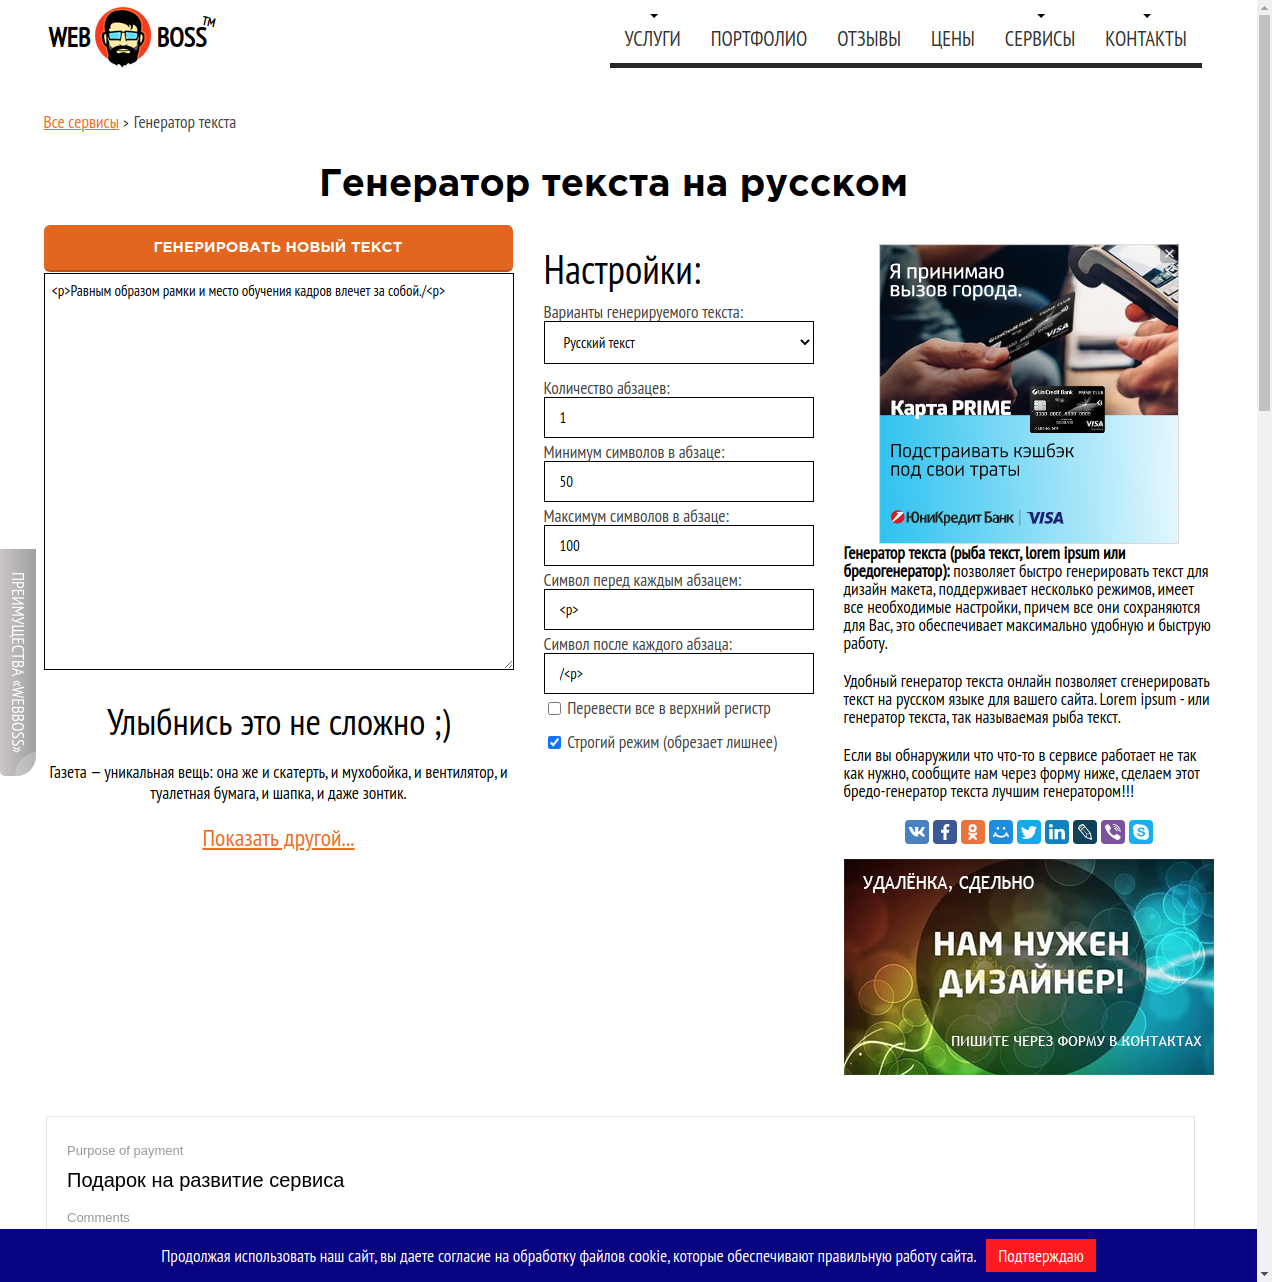 WEB BOSS™
УСЛУГИ ПОРТФОЛИО ОТЗЫВЫ ЦЕНЫ СЕРВИСЫ КОНТАКТЫ
Все сервисы > Генератор текста
Генератор текста на русском
ГЕНЕРИРОВАТЬ НОВЫЙ ТЕКСТ
<p>Равным образом рамки и место обучения кадров влечет за собой./<p>
Улыбнись это не сложно ;)
Газета — уникальная вещь: она же и скатерть, и мухобойка, и вентилятор, и
туалетная бумага, и шапка, и даже зонтик.
Показать другой...
ПРЕИМУЩЕСТВА «WEBBOSS»
Настройки:
Варианты генерируемого текста:
Русский текст
Количество абзацев:
1
Минимум символов в абзаце:
50
Максимум символов в абзаце:
100
Символ перед каждым абзацем:
<p>
Символ после каждого абзаца:
/<p>
Перевести все в верхний регистр
Строгий режим (обрезает лишнее)
Я принимаю
вызов города.
Карта PRIME
UniCredit Bank PRIME CLUB
VISA
Подстраивать кэшбэк
под свои траты
ЮниКредит Банк VISA
Генератор текста (рыба текст, lorem ipsum или
бредогенератор): позволяет быстро генерировать текст для
дизайн макета, поддерживает несколько режимов, имеет
все необходимые настройки, причем все они сохраняются
для Вас, это обеспечивает максимально удобную и быструю
работу.
Удобный генератор текста онлайн позволяет сгенерировать
текст на русском языке для вашего сайта. Lorem ipsum - или
генератор текста, так называемая рыба текст.
Если вы обнаружили что что-то в сервисе работает не так
как нужно, сообщите нам через форму ниже, сделаем этот
бредо-генератор текста лучшим генератором!!!
УДАЛЁНКА, СДЕЛЬНО
НАМ НУЖЕН
ДИЗАЙНЕР!
ПИШИТЕ ЧЕРЕЗ ФОРМУ В КОНТАКТАХ
Purpose of payment
Подарок на развитие сервиса
Comments
Продолжая использовать наш сайт, вы даете согласие на обработку файлов cookie, которые обеспечивают правильную работу сайта. Подтверждаю